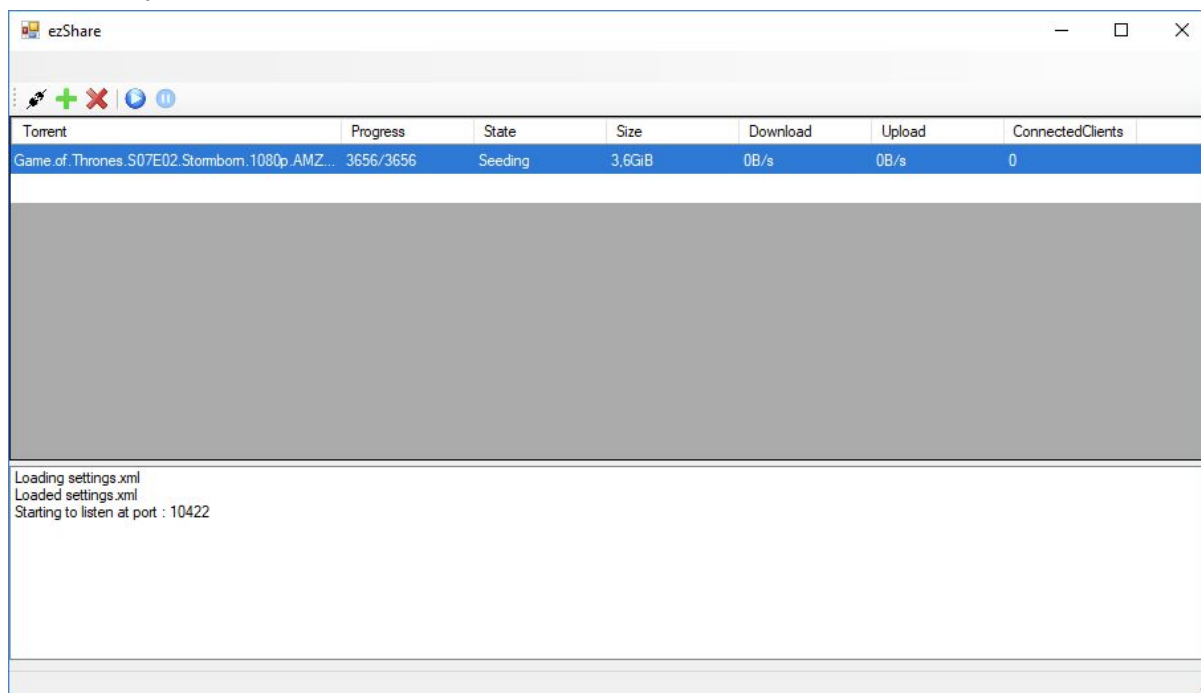 ezShare
Torrent Progress State Size Download Upload ConnectedClients
Game.of.Thrones.S07E02.Stormborn.1080p.AMZ... 3656/3656 Seeding 3,6GiB 0B/s 0B/s 0
Loading settings.xml
Loaded settings.xml
Starting to listen at port : 10422